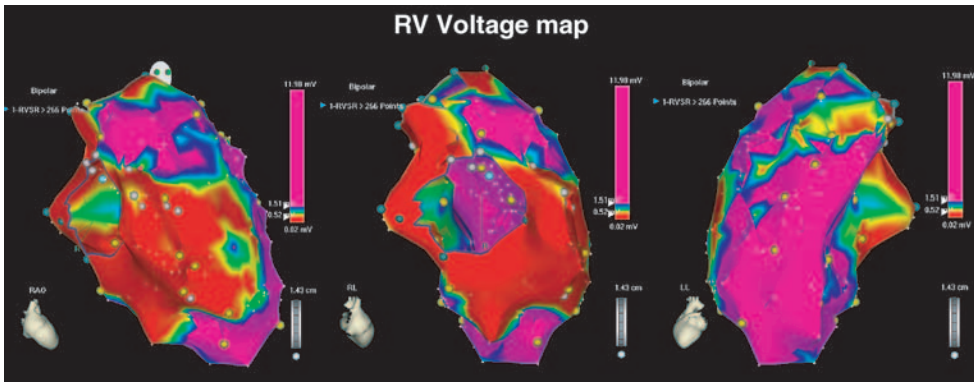 RV Voltage map
Bipolar
1-RVSR > 266 Points
11.98 mV
1.51
0.52
0.02 mV
RAO
1.43 cm
Bipolar
1-RVSR > 266 Points
11.98 mV
1.51
0.52
0.02 mV
RL
1.43 cm
Bipolar
1-RVSR > 266 Points
11.98 mV
1.51
0.52
0.02 mV
LL
1.43 cm